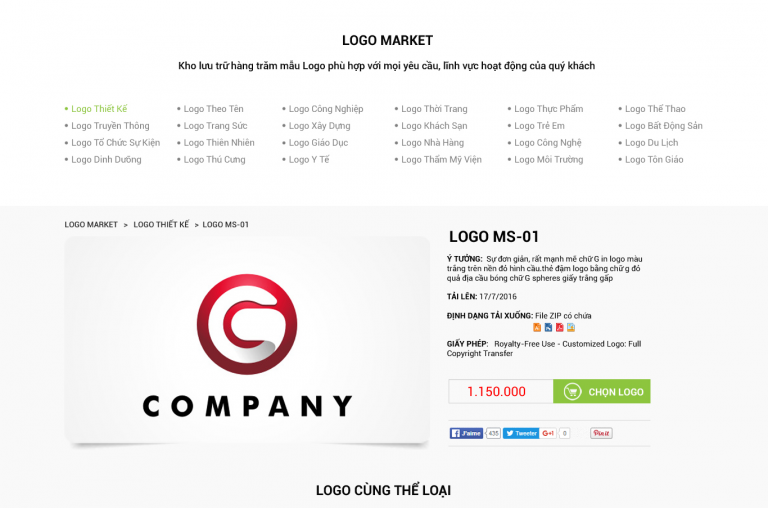 LOGO MARKET
Kho lưu trữ hàng trăm mẫu Logo phù hợp với mọi yêu cầu, lĩnh vực hoạt động của quý khách
Logo Thiết Kế
Logo Theo Tên
Logo Công Nghiệp
Logo Thời Trang
Logo Thực Phẩm
Logo Thể Thao
Logo Truyền Thông
Logo Trang Sức
Logo Xây Dựng
Logo Khách Sạn
Logo Trẻ Em
Logo Bất Động Sản
Logo Tổ Chức Sự Kiện
Logo Thiên Nhiên
Logo Giáo Dục
Logo Nhà Hàng
Logo Công Nghệ
Logo Du Lịch
Logo Dinh Dưỡng
Logo Thú Cưng
Logo Y Tế
Logo Thẩm Mỹ Viện
Logo Môi Trường
Logo Tôn Giáo
LOGO MARKET > LOGO THIẾT KẾ > LOGO MS-01
COMPANY
LOGO MS-01
Ý TƯỞNG: Sự đơn giản, rất mạnh mẽ chữ G in logo màu
trắng trên nền đỏ hình cầu.thẻ đậm logo bằng chữ g đỏ
quả địa cầu bóng chữ G spheres giấy trắng gấp
TẢI LÊN: 17/7/2016
ĐỊNH DẠNG TẢI XUỐNG: File ZIP có chứa
GIẤY PHÉP: Royalty-Free Use - Customized Logo: Full
Copyright Transfer
1.150.000
CHỌN LOGO
J'aime 435 Tweeter G+1 0 Pin it
LOGO CÙNG THỂ LOẠI